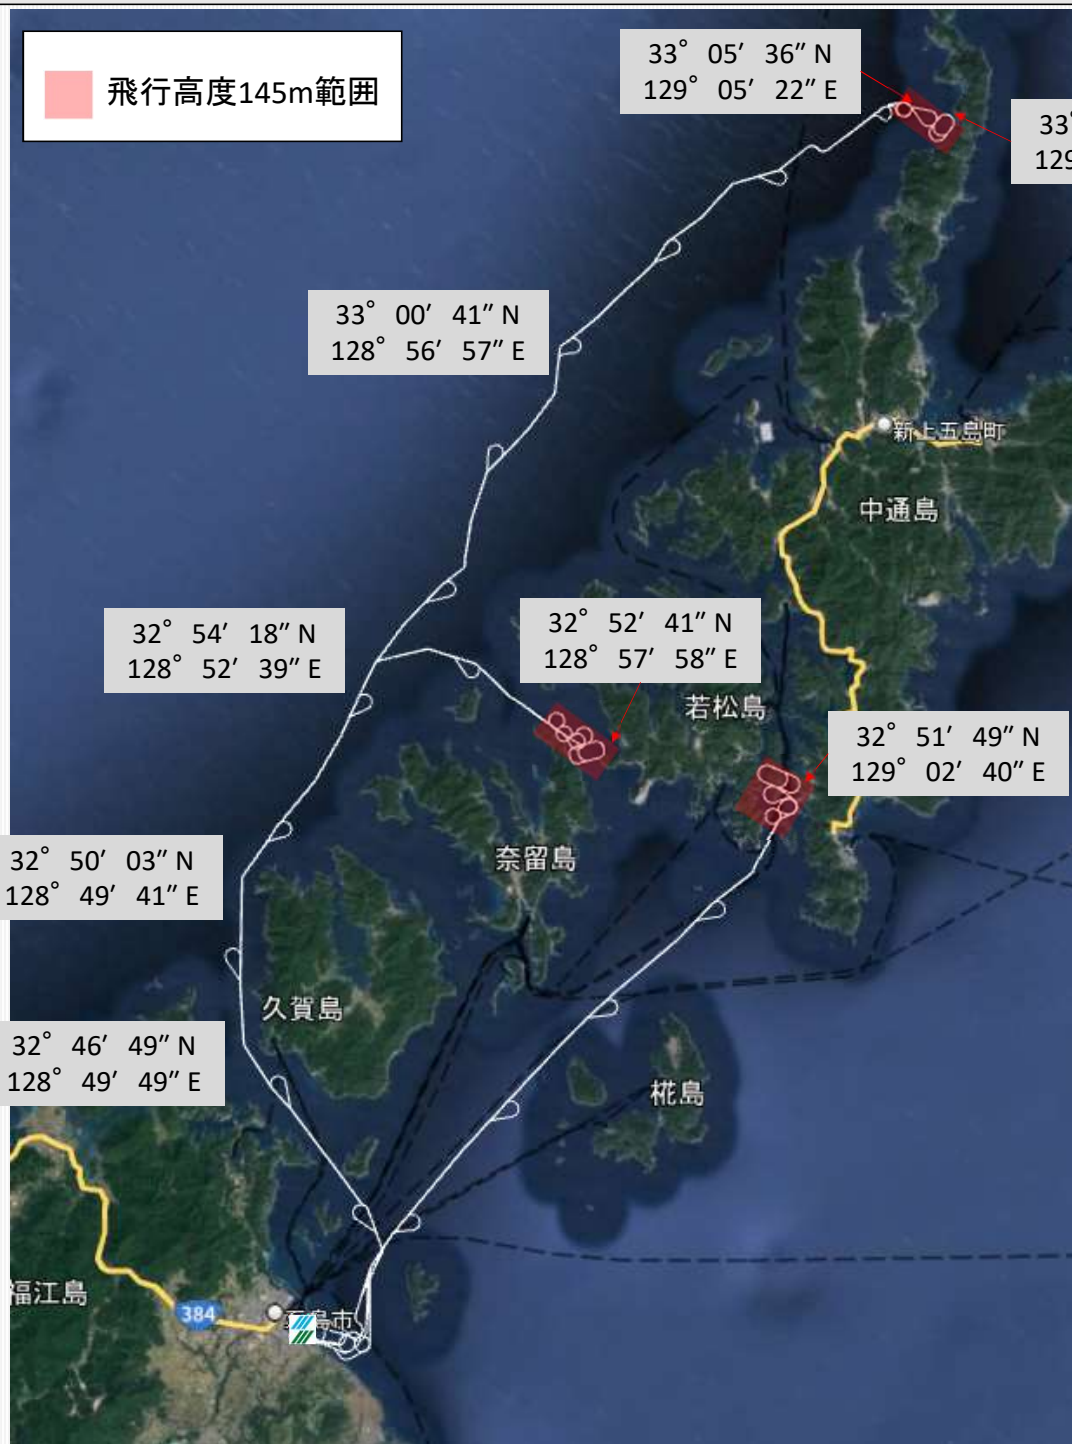 飛行高度145m範囲
33° 05′ 36″ N
129° 05′ 22″ E
33°
129
33° 00′ 41″ N
128° 56′ 57″ E
新上五島町
中通島
32° 54′ 18″ N
128° 52′ 39″ E
32° 52′ 41″ N
128° 57′ 58″ E
若松島
32° 51′ 49″ N
129° 02′ 40″ E
32° 50′ 03″ N
128° 49′ 41″ E
奈留島
久賀島
32° 46′ 49″ N
128° 49′ 49″ E
椛島
福江島
384
五島市